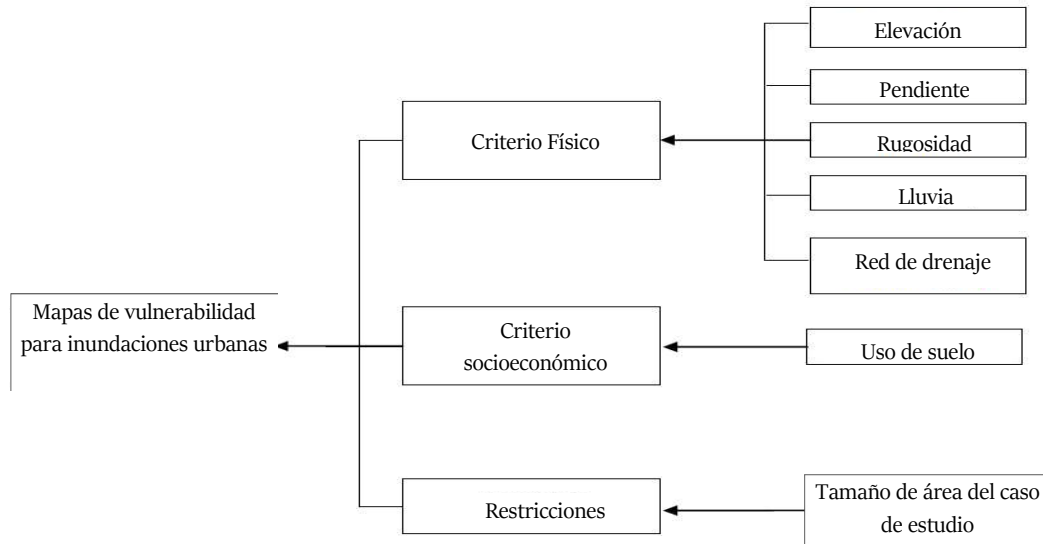 Elevación
Pendiente
Criterio Físico
Rugosidad
Lluvia
Red de drenaje
Mapas de vulnerabilidad
para inundaciones urbanas
Criterio
socioeconómico
Uso de suelo
Restricciones
Tamaño de área del caso
de estudio